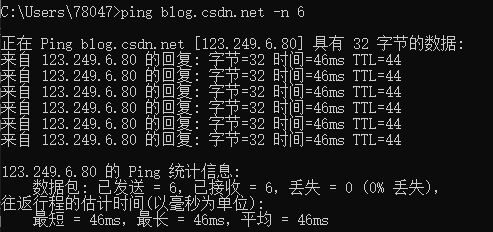 C:\Users\78047>ping blog.csdn.net -n 6
正在 Ping blog.csdn.net [123.249.6.80] 具有 32 字节的数据:
来自 123.249.6.80 的回复: 字节=32 时间=46ms TTL=44
来自 123.249.6.80 的回复: 字节=32 时间=46ms TTL=44
来自 123.249.6.80 的回复: 字节=32 时间=46ms TTL=44
来自 123.249.6.80 的回复: 字节=32 时间=46ms TTL=44
来自 123.249.6.80 的回复: 字节=32 时间=46ms TTL=44
来自 123.249.6.80 的回复: 字节=32 时间=46ms TTL=44
123.249.6.80 的 Ping 统计信息:
数据包: 已发送 = 6，已接收 = 6，丢失 = 0 (0% 丢失)，
往返行程的估计时间(以毫秒为单位):
最短 = 46ms，最长 = 46ms，平均 = 46ms